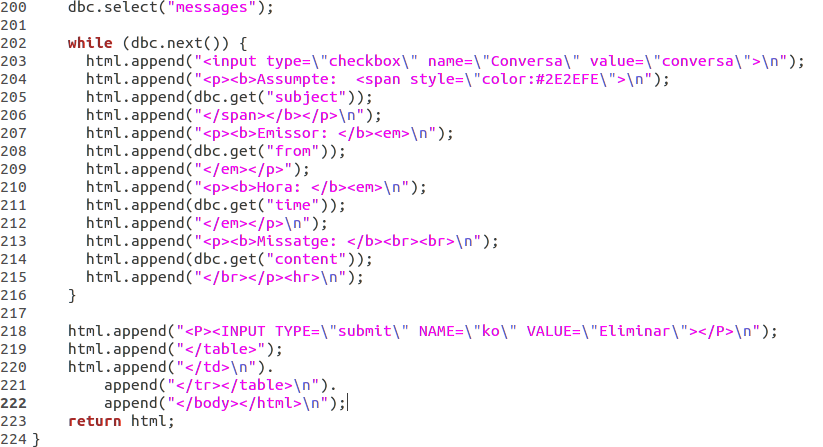 200 dbc.select("messages");
201
202 while (dbc.next()) {
203 html.append("<input type=\"checkbox\" name=\"Conversa\" value=\"conversa\">\n");
204 html.append("<p><b>Assumpte:  <span style=\"color:#2E2EFE\">\n");
205 html.append(dbc.get("subject"));
206 html.append("</span></b></p>\n");
207 html.append("<p><b>Emissor: </b><em>\n");
208 html.append(dbc.get("from"));
209 html.append("</em></p>");
210 html.append("<p><b>Hora: </b><em>\n");
211 html.append(dbc.get("time"));
212 html.append("</em></p>\n");
213 html.append("<p><b>Missatge: </b><br><br>\n");
214 html.append(dbc.get("content"));
215 html.append("</br></p><hr>\n");
216 }
217
218 html.append("<P><INPUT TYPE=\"submit\" NAME=\"ko\" VALUE=\"Eliminar\"></P>\n");
219 html.append("</table>");
220 html.append("</td>\n").
221 append("</tr></table>\n").
222 append("</body></html>\n");
223 return html;
224 }